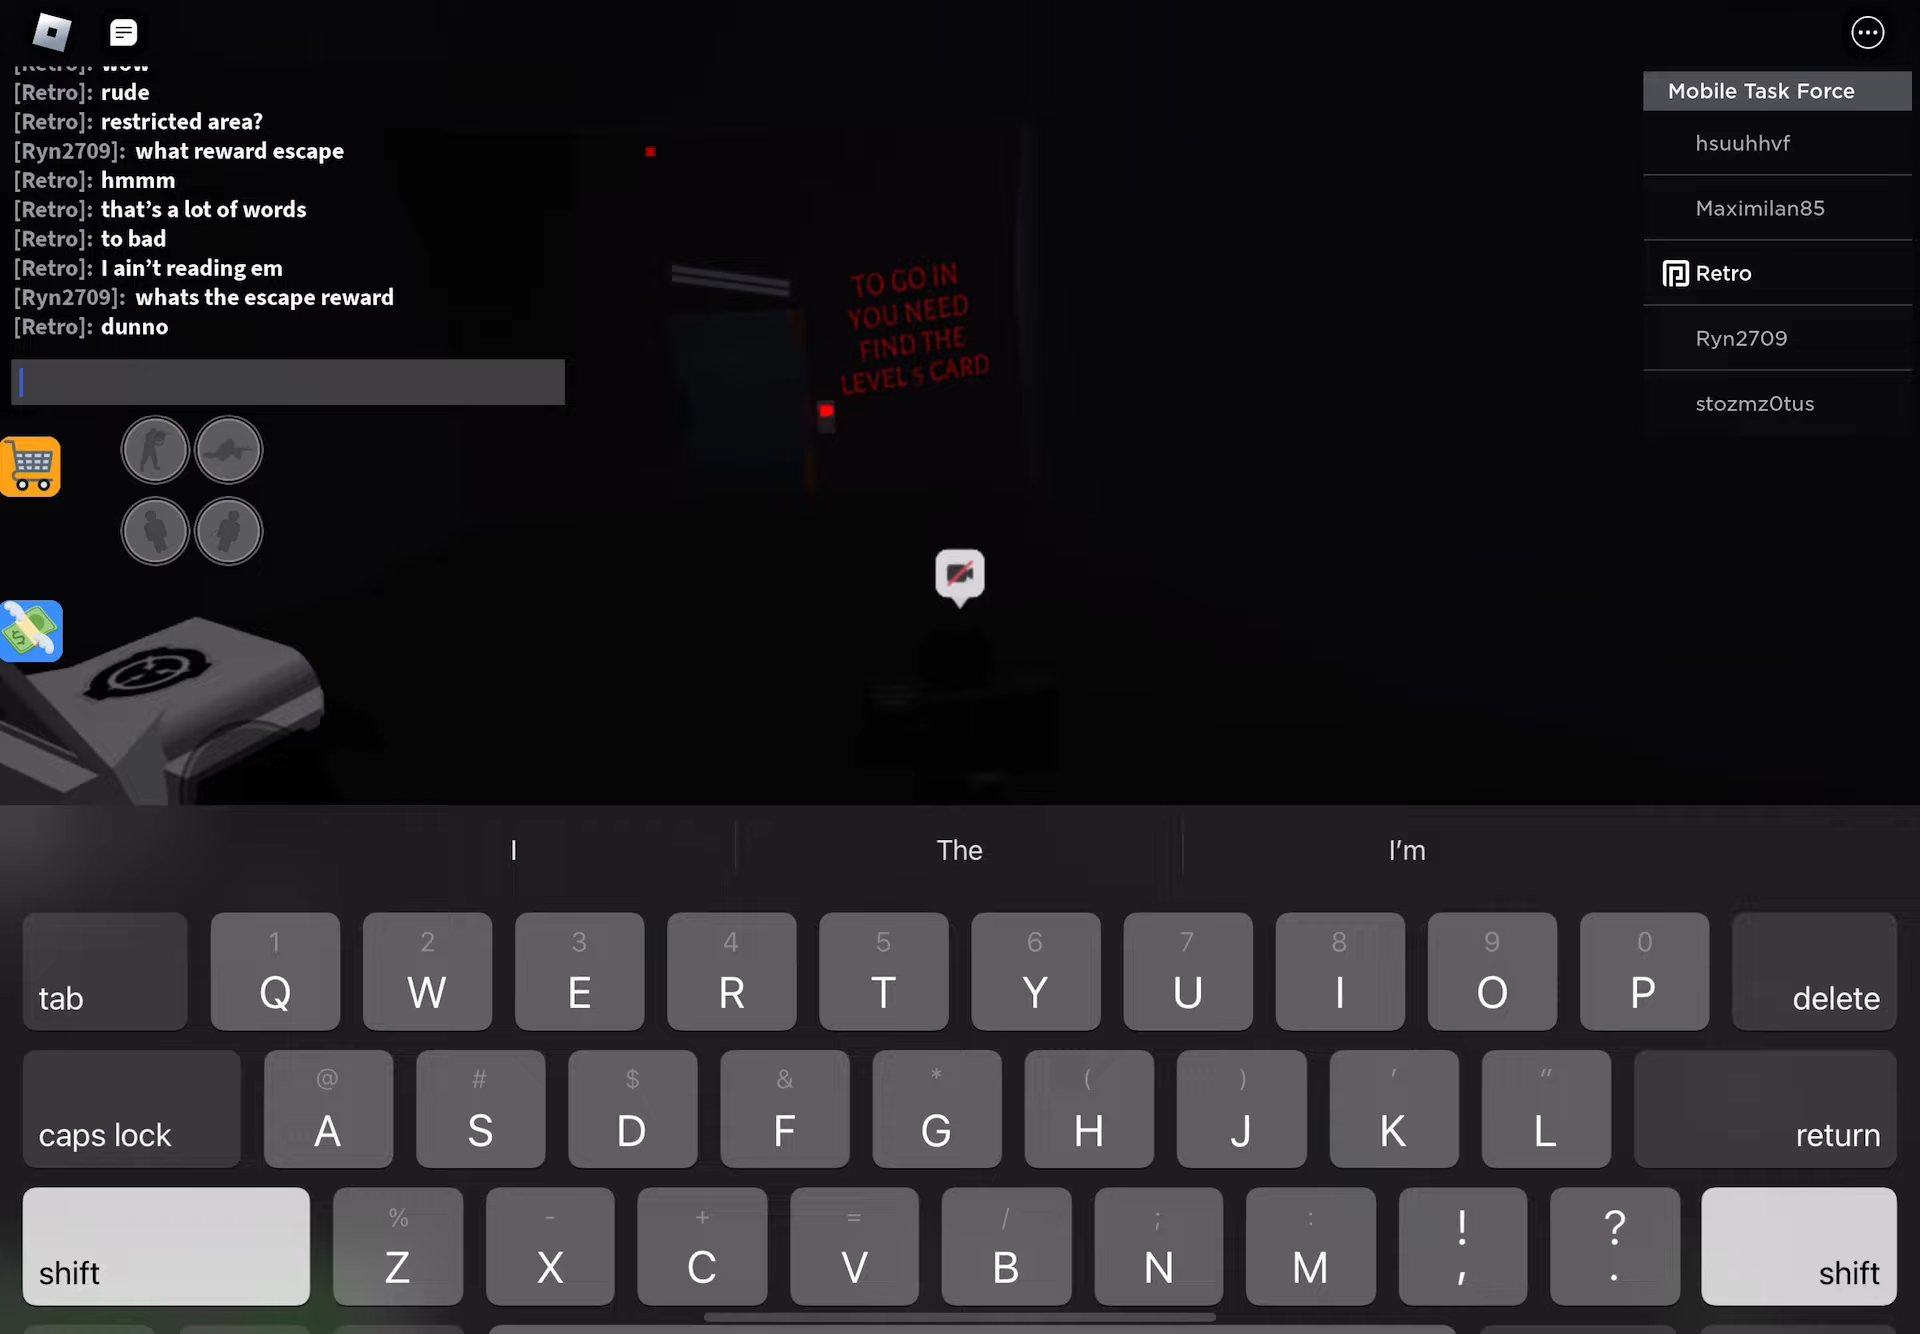 [Retro]: wow
[Retro]: rude
[Retro]: restricted area?
[Ryn2709]: what reward escape
[Retro]: hmmm
[Retro]: that’s a lot of words
[Retro]: to bad
[Retro]: I ain’t reading em
[Ryn2709]: whats the escape reward
[Retro]: dunno
Mobile Task Force
hsuuhhvf
Maximilan85
Retro
Ryn2709
stozmz0tus
TO GO IN
YOU NEED
FIND THE
LEVEL 5 CARD
I The I’m
1 2 3 4 5 6 7 8 9 0
tab Q W E R T Y U I O P delete
@ # $ & * ( ) ' "
caps lock A S D F G H J K L return
% - + = / ; : ! ?
shift Z X C V B N M , . shift